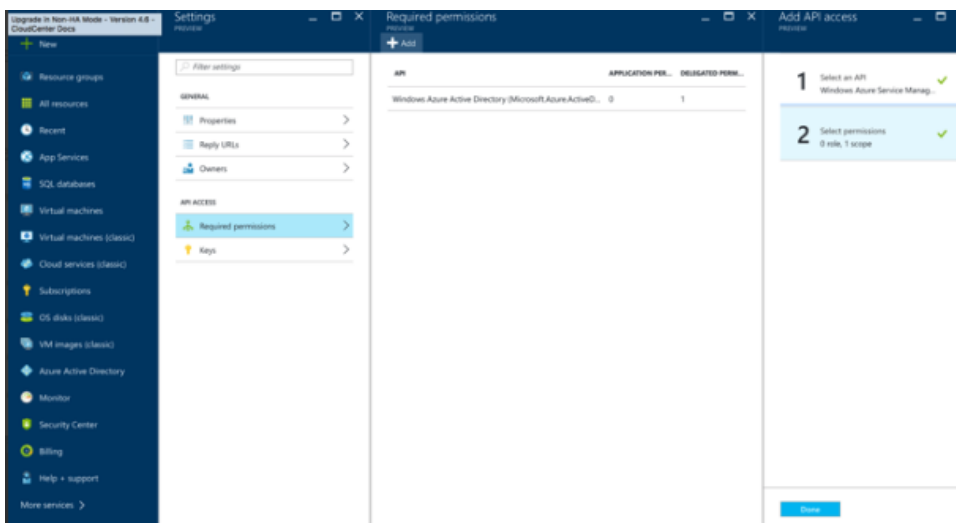 Upgrade in Non-HA Mode - Version 4.8 -
CloudCenter Docs
New
Resource groups
All resources
Recent
App Services
SQL databases
Virtual machines
Virtual machines (classic)
Cloud services (classic)
Subscriptions
OS disks (classic)
VM images (classic)
Azure Active Directory
Monitor
Security Center
Billing
Help + support
More services
Settings
PREVIEW
Filter settings
GENERAL
Properties
Reply URLs
Owners
API ACCESS
Required permissions
Keys
Required permissions
PREVIEW
Add
API APPLICATION PER... DELEGATED PERM...
Windows Azure Active Directory (Microsoft.Azure.ActiveD... 0 1
Add API access
PREVIEW
1 Select an API
Windows Azure Service Manag...
2 Select permissions
0 role, 1 scope
Done